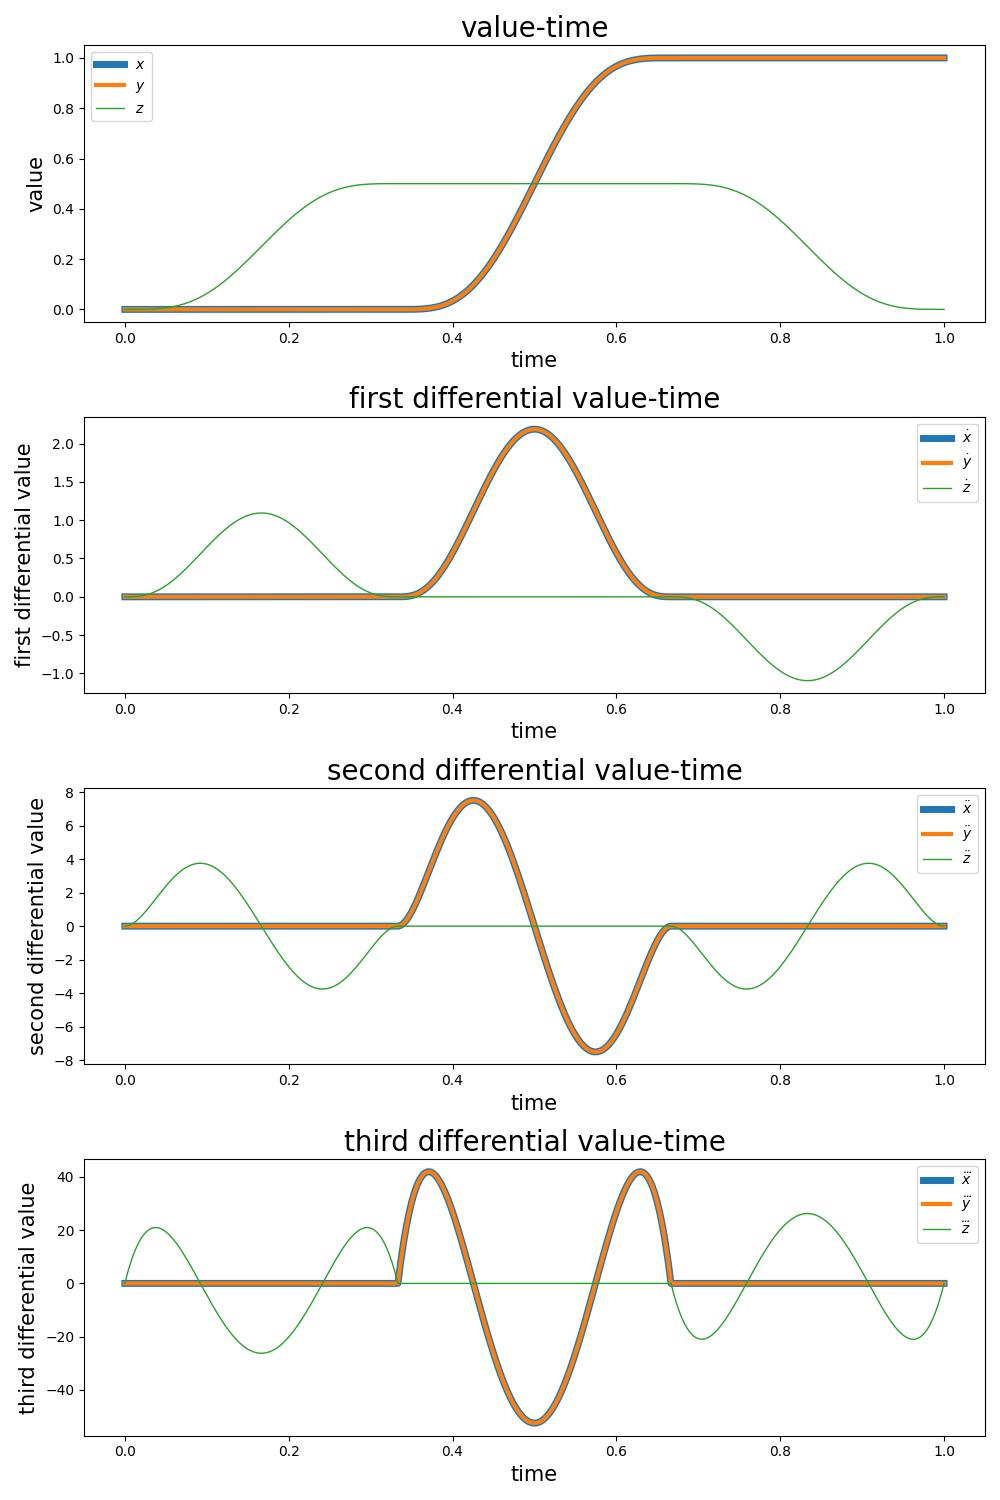 value-time
x
y
z
value
1.0
0.8
0.6
0.4
0.2
0.0
0.0 0.2 0.4 0.6 0.8 1.0
time
first differential value-time
ẋ
ẏ
ż
first differential value
2.0
1.5
1.0
0.5
0.0
−0.5
−1.0
0.0 0.2 0.4 0.6 0.8 1.0
time
second differential value-time
ẍ
ÿ
z̈
second differential value
8
6
4
2
0
−2
−4
−6
−8
0.0 0.2 0.4 0.6 0.8 1.0
time
third differential value-time
x⃛
y⃛
z⃛
third differential value
40
20
0
−20
−40
0.0 0.2 0.4 0.6 0.8 1.0
time